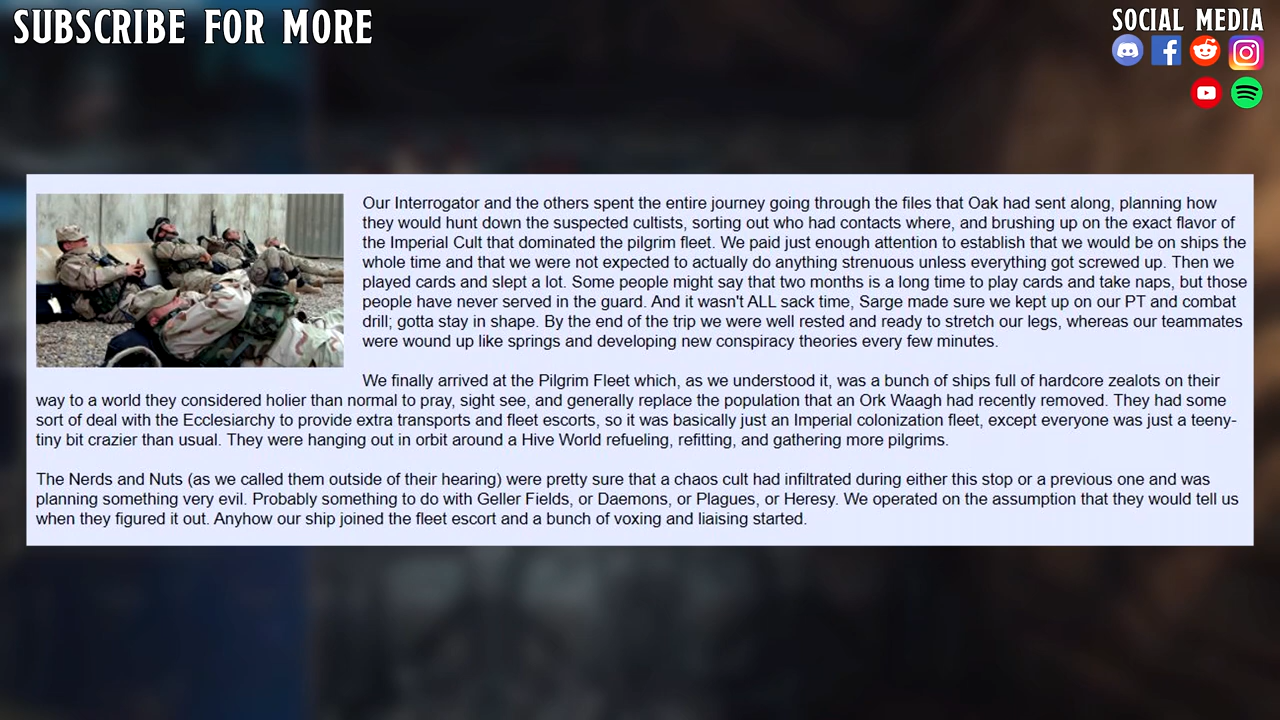 SUBSCRIBE FOR MORE
SOCIAL MEDIA
Our Interrogator and the others spent the entire journey going through the files that Oak had sent along, planning how
they would hunt down the suspected cultists, sorting out who had contacts where, and brushing up on the exact flavor of
the Imperial Cult that dominated the pilgrim fleet. We paid just enough attention to establish that we would be on ships the
whole time and that we were not expected to actually do anything strenuous unless everything got screwed up. Then we
played cards and slept a lot. Some people might say that two months is a long time to play cards and take naps, but those
people have never served in the guard. And it wasn't ALL sack time, Sarge made sure we kept up on our PT and combat
drill; gotta stay in shape. By the end of the trip we were well rested and ready to stretch our legs, whereas our teammates
were wound up like springs and developing new conspiracy theories every few minutes.
We finally arrived at the Pilgrim Fleet which, as we understood it, was a bunch of ships full of hardcore zealots on their
way to a world they considered holier than normal to pray, sight see, and generally replace the population that an Ork Waagh had recently removed. They had some
sort of deal with the Ecclesiarchy to provide extra transports and fleet escorts, so it was basically just an Imperial colonization fleet, except everyone was just a teeny-
tiny bit crazier than usual. They were hanging out in orbit around a Hive World refueling, refitting, and gathering more pilgrims.
The Nerds and Nuts (as we called them outside of their hearing) were pretty sure that a chaos cult had infiltrated during either this stop or a previous one and was
planning something very evil. Probably something to do with Geller Fields, or Daemons, or Plagues, or Heresy. We operated on the assumption that they would tell us
when they figured it out. Anyhow our ship joined the fleet escort and a bunch of voxing and liaising started.